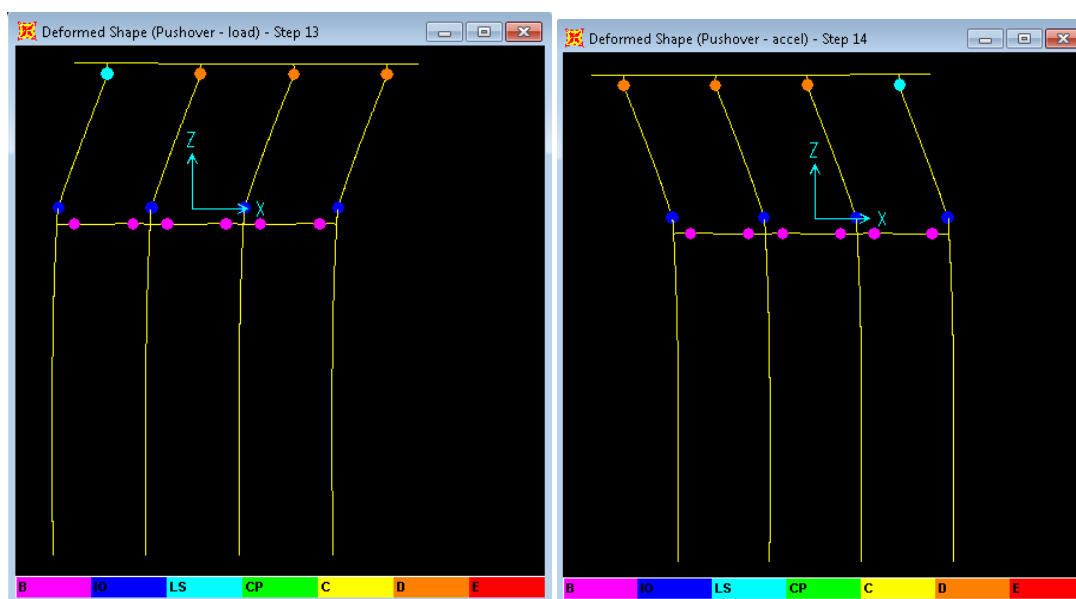 Deformed Shape (Pushover - load) - Step 13
Z
X
B IO LS CP C D E
Deformed Shape (Pushover - accel) - Step 14
Z
X
B IO LS CP C D E